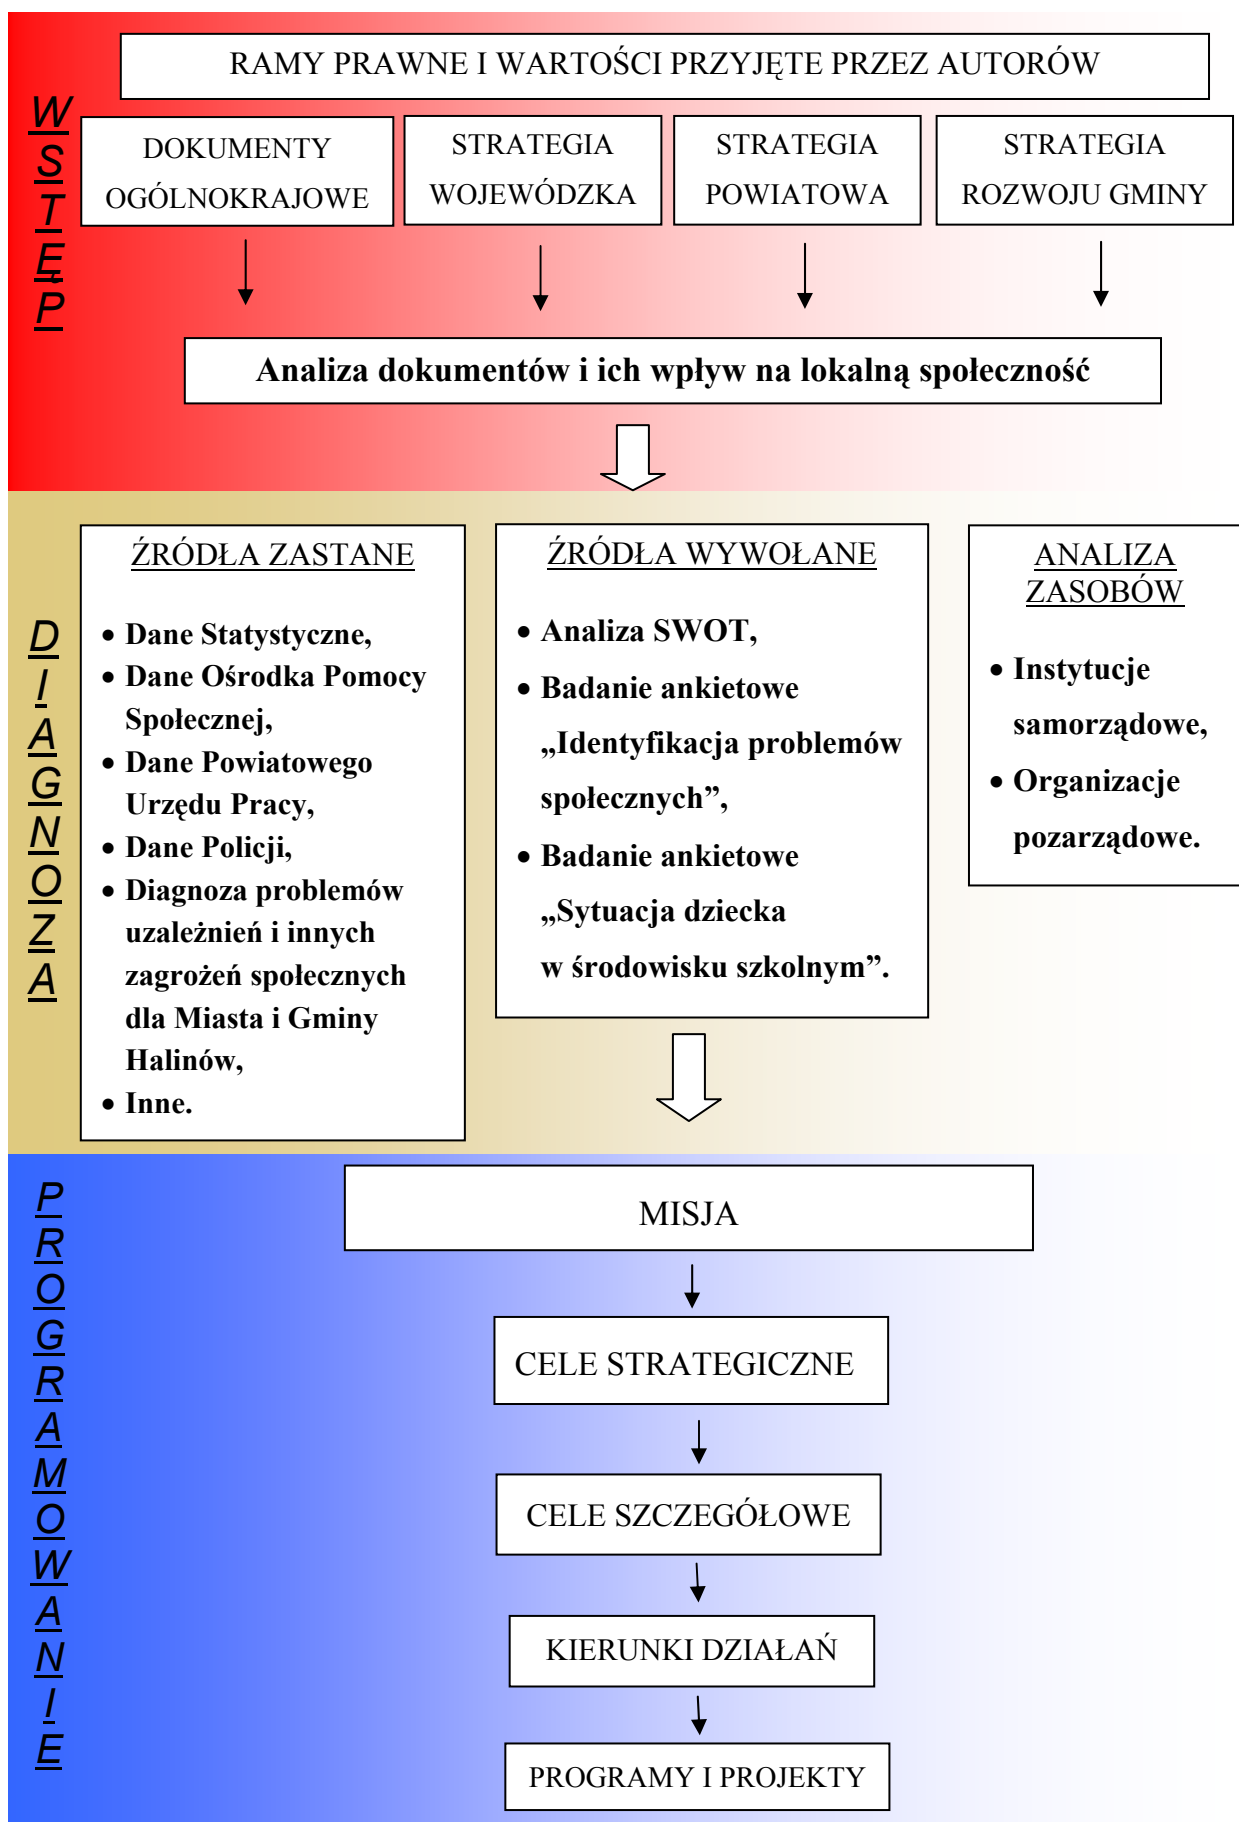 WSTĘP
RAMY PRAWNE I WARTOŚCI PRZYJĘTE PRZEZ AUTORÓW
DOKUMENTY
OGÓLNOKRAJOWE
STRATEGIA
WOJEWÓDZKA
STRATEGIA
POWIATOWA
STRATEGIA
ROZWOJU GMINY
Analiza dokumentów i ich wpływ na lokalną społeczność
DIAGNOZA
ŹRÓDŁA ZASTANE
• Dane Statystyczne,
• Dane Ośrodka Pomocy
Społecznej,
• Dane Powiatowego
Urzędu Pracy,
• Dane Policji,
• Diagnoza problemów
uzależnień i innych
zagrożeń społecznych
dla Miasta i Gminy
Halinów,
• Inne.
ŹRÓDŁA WYWOŁANE
• Analiza SWOT,
• Badanie ankietowe
„Identyfikacja problemów
społecznych”,
• Badanie ankietowe
„Sytuacja dziecka
w środowisku szkolnym”.
ANALIZA
ZASOBÓW
• Instytucje
samorządowe,
• Organizacje
pozarządowe.
PROGRAMOWANIE
MISJA
CELE STRATEGICZNE
CELE SZCZEGÓŁOWE
KIERUNKI DZIAŁAŃ
PROGRAMY I PROJEKTY